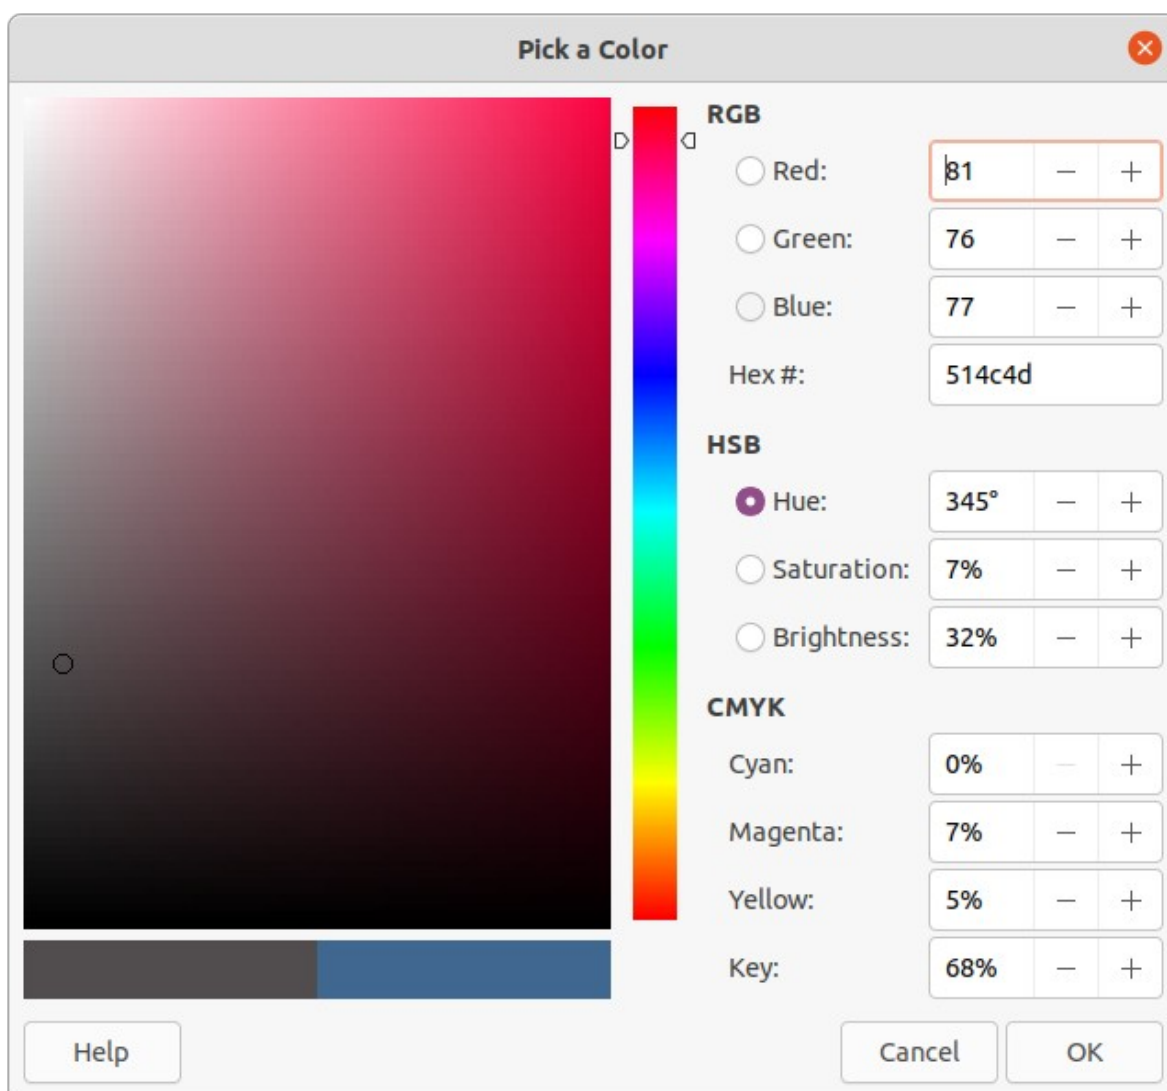 Pick a Color
RGB
Red: 81
Green: 76
Blue: 77
Hex #: 514c4d
HSB
Hue: 345°
Saturation: 7%
Brightness: 32%
CMYK
Cyan: 0%
Magenta: 7%
Yellow: 5%
Key: 68%
Help Cancel OK